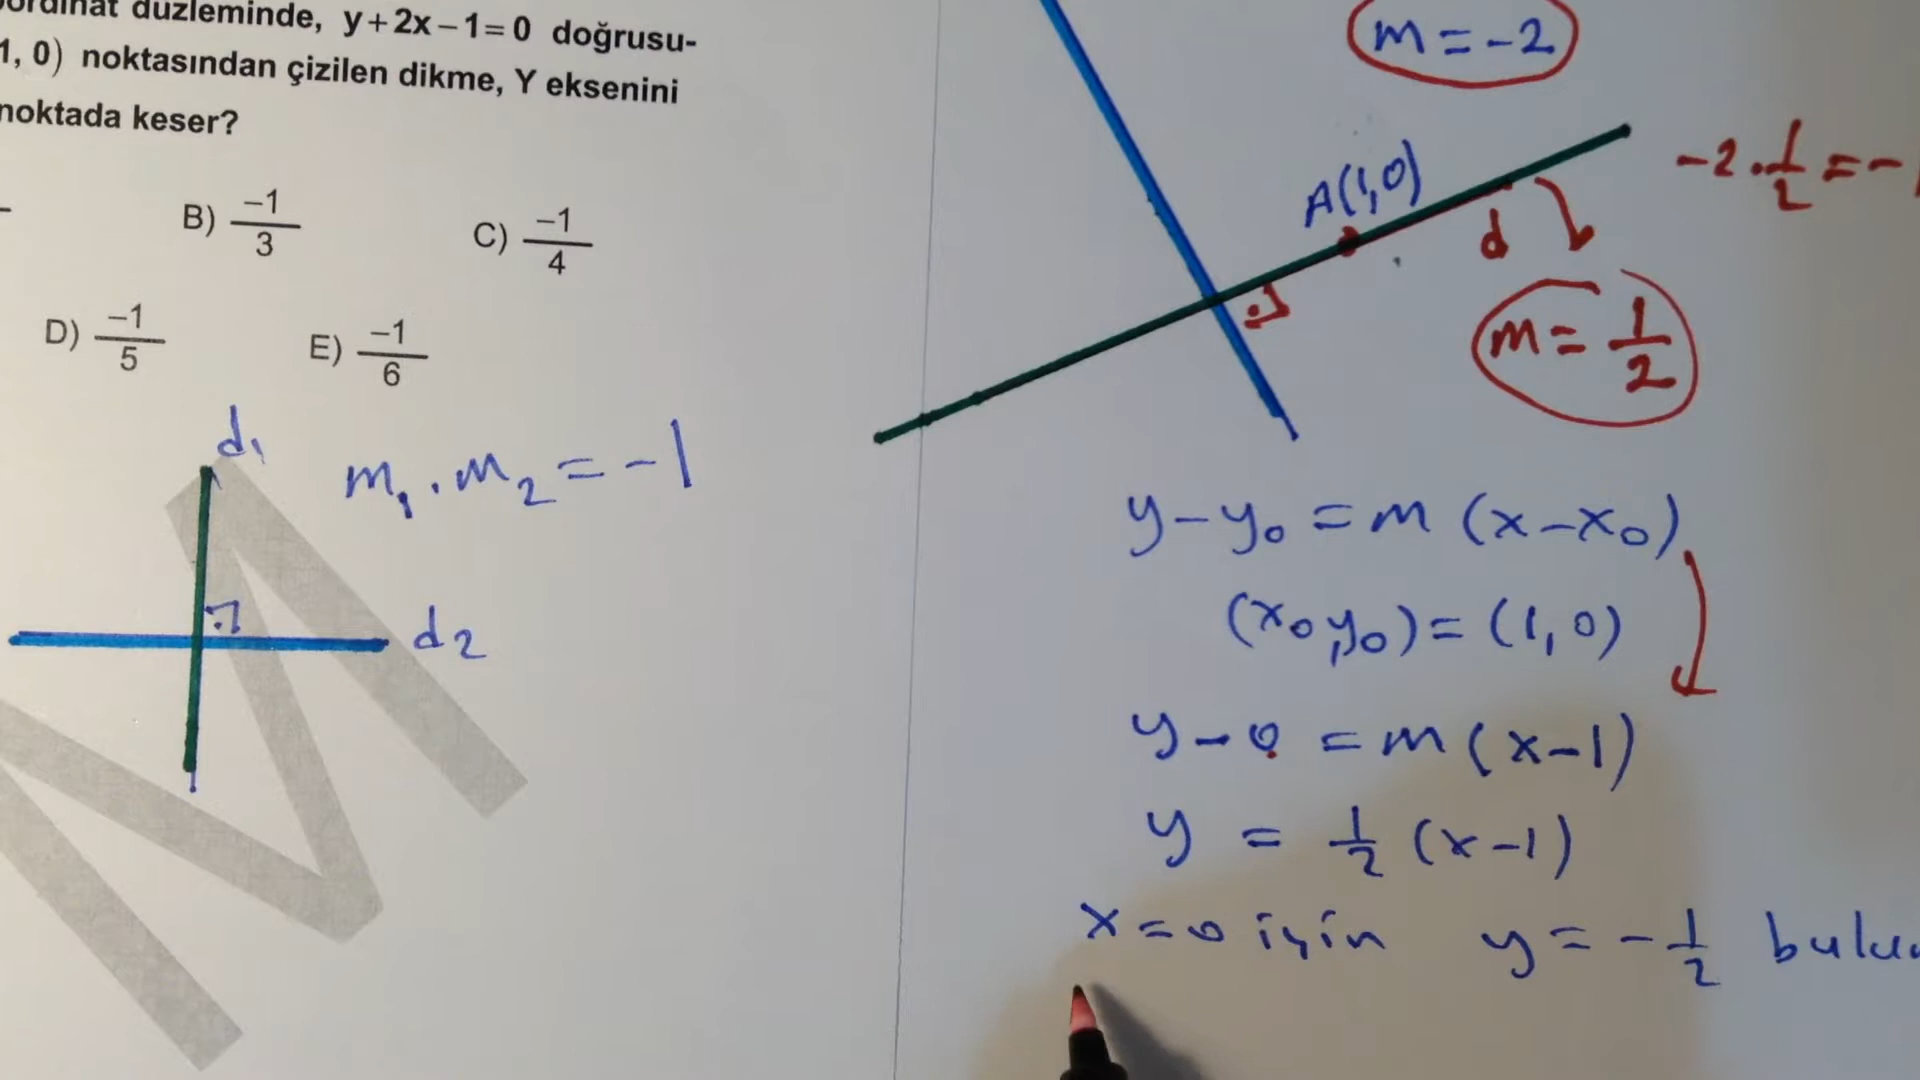 düzleminde, y+2x−1=0 doğrusu-
1, 0) noktasından çizilen dikme, Y eksenini
noktada keser?
B) −1/3
C) −1/4
D) −1/5
E) −1/6
d₁
m₁ . m₂ = −1
d₂
m = −2
A(1,0)
−2 . 1/2 = −
d
m = 1/2
y − y₀ = m (x − x₀)
(x₀, y₀) = (1, 0)
y − 0 = m (x − 1)
y = 1/2 (x − 1)
x = 0 için y = − 1/2